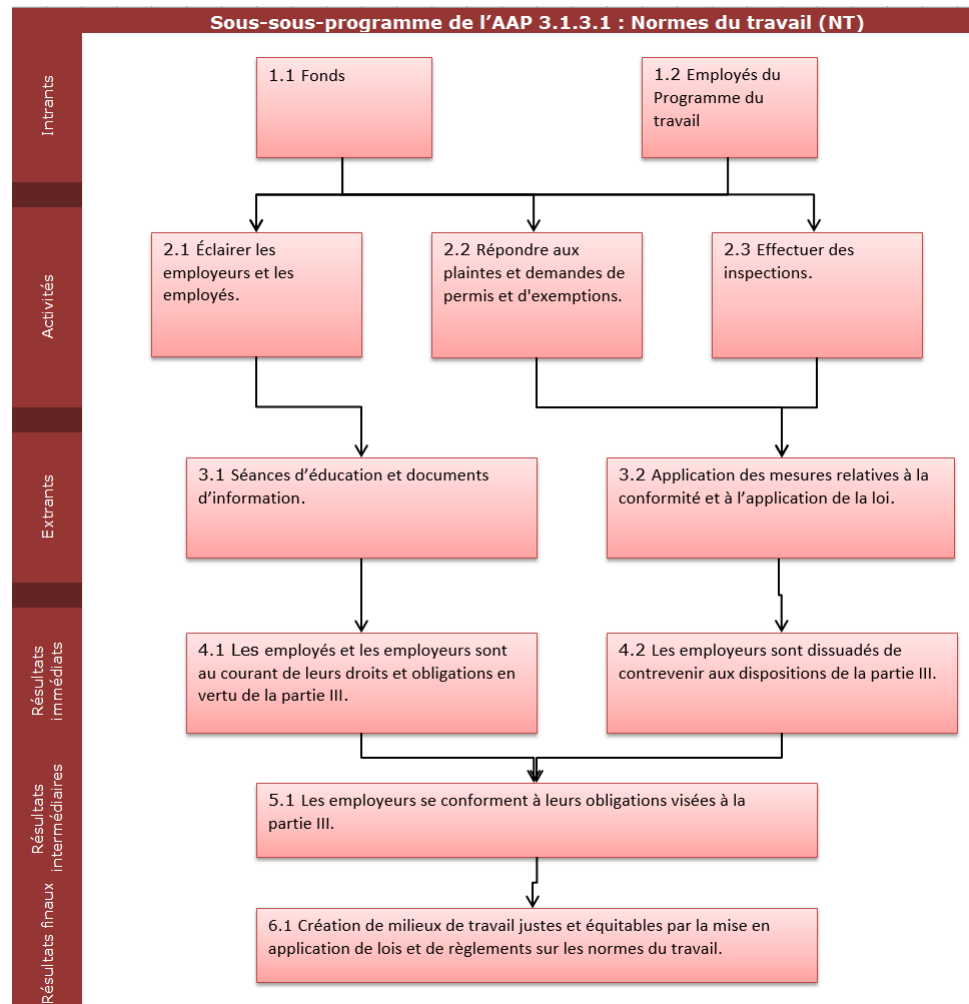 Sous-sous-programme de l'AAP 3.1.3.1 : Normes du travail (NT)
Intrants
1.1 Fonds
1.2 Employés du
Programme du
travail
Activités
2.1 Éclairer les
employeurs et les
employés.
2.2 Répondre aux
plaintes et demandes de
permis et d'exemptions.
2.3 Effectuer des
inspections.
Extrants
3.1 Séances d'éducation et documents
d'information.
3.2 Application des mesures relatives à la
conformité et à l'application de la loi.
Résultats
immédiats
4.1 Les employés et les employeurs sont
au courant de leurs droits et obligations en
vertu de la partie III.
4.2 Les employeurs sont dissuadés de
contrevenir aux dispositions de la partie III.
Résultats
intermédiaires
5.1 Les employeurs se conforment à leurs obligations visées à la
partie III.
Résultats finaux
6.1 Création de milieux de travail justes et équitables par la mise en
application de lois et de règlements sur les normes du travail.